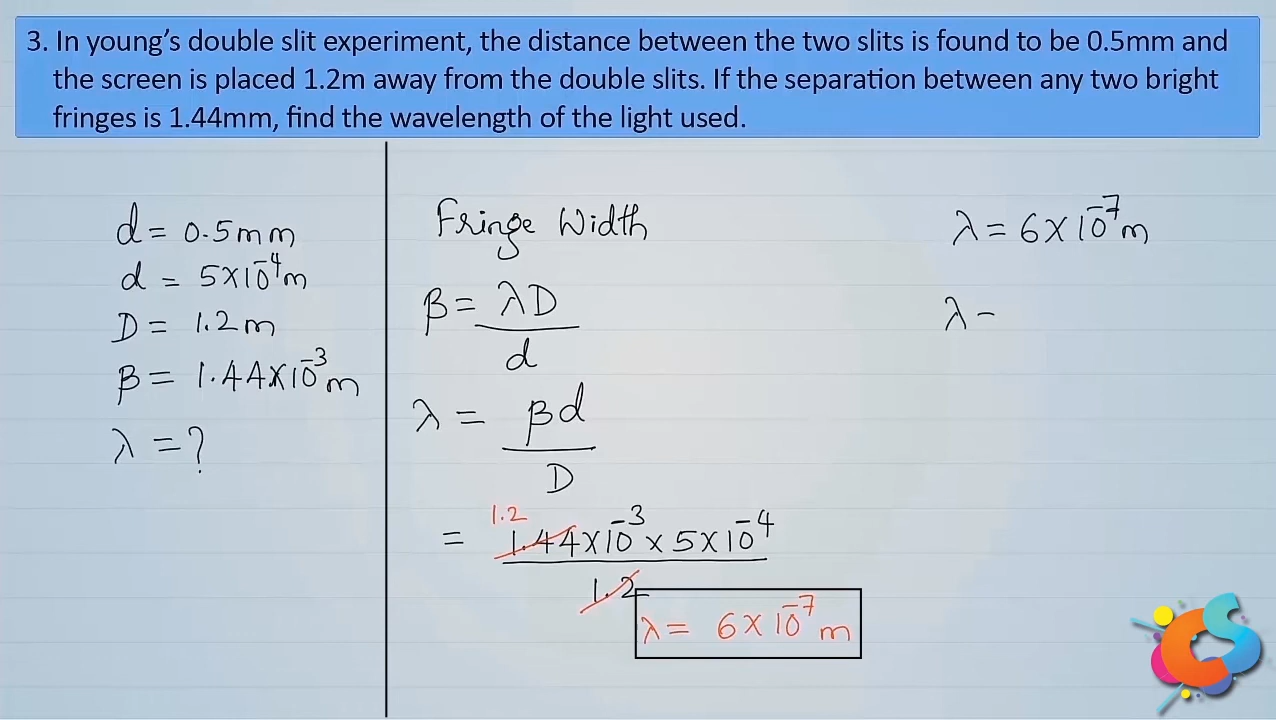 3. In young's double slit experiment, the distance between the two slits is found to be 0.5mm and
the screen is placed 1.2m away from the double slits. If the separation between any two bright
fringes is 1.44mm, find the wavelength of the light used.
d = 0.5mm
d = 5×10⁻⁴m
D = 1.2m
β = 1.44×10⁻³m
λ = ?
Fringe Width
β = λD
d
λ = βd
D
1.2
= 1.44×10⁻³ × 5×10⁻⁴
1.2
λ = 6×10⁻⁷ m
λ = 6×10⁻⁷m
λ -
CS